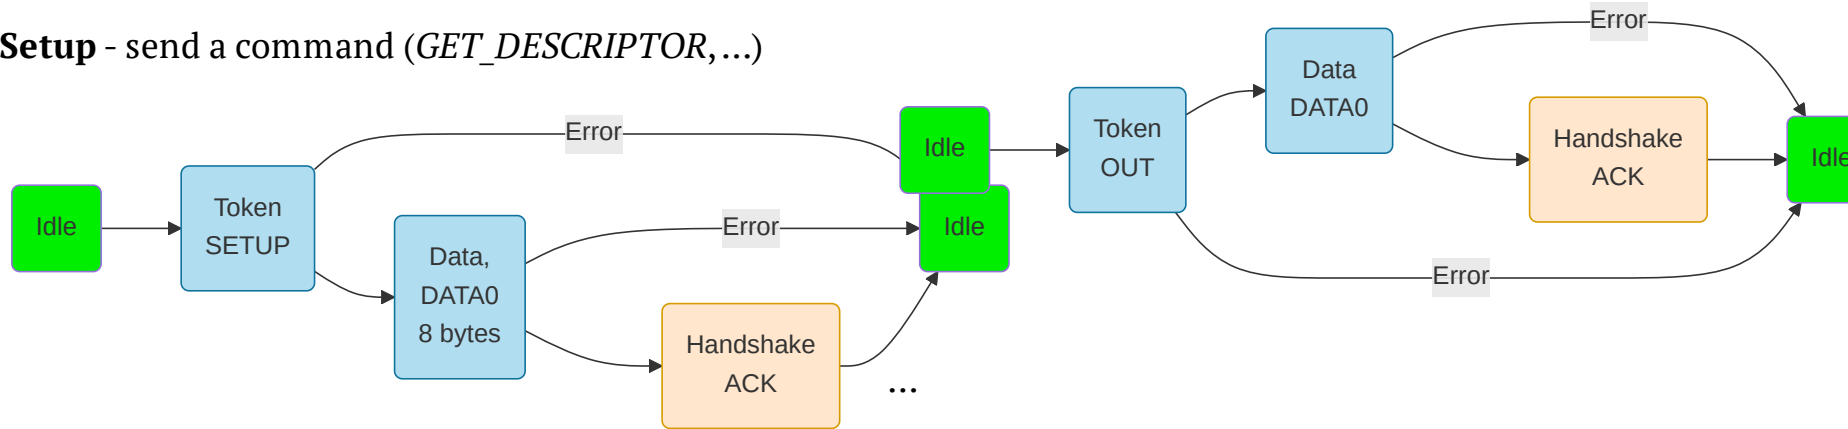 Setup - send a command (GET_DESCRIPTOR, ...)
Idle
Token
SETUP
Error
Data,
DATA0
8 bytes
Error
Handshake
ACK
...
Idle
Idle
Token
OUT
Data
DATA0
Error
Handshake
ACK
Error
Idle